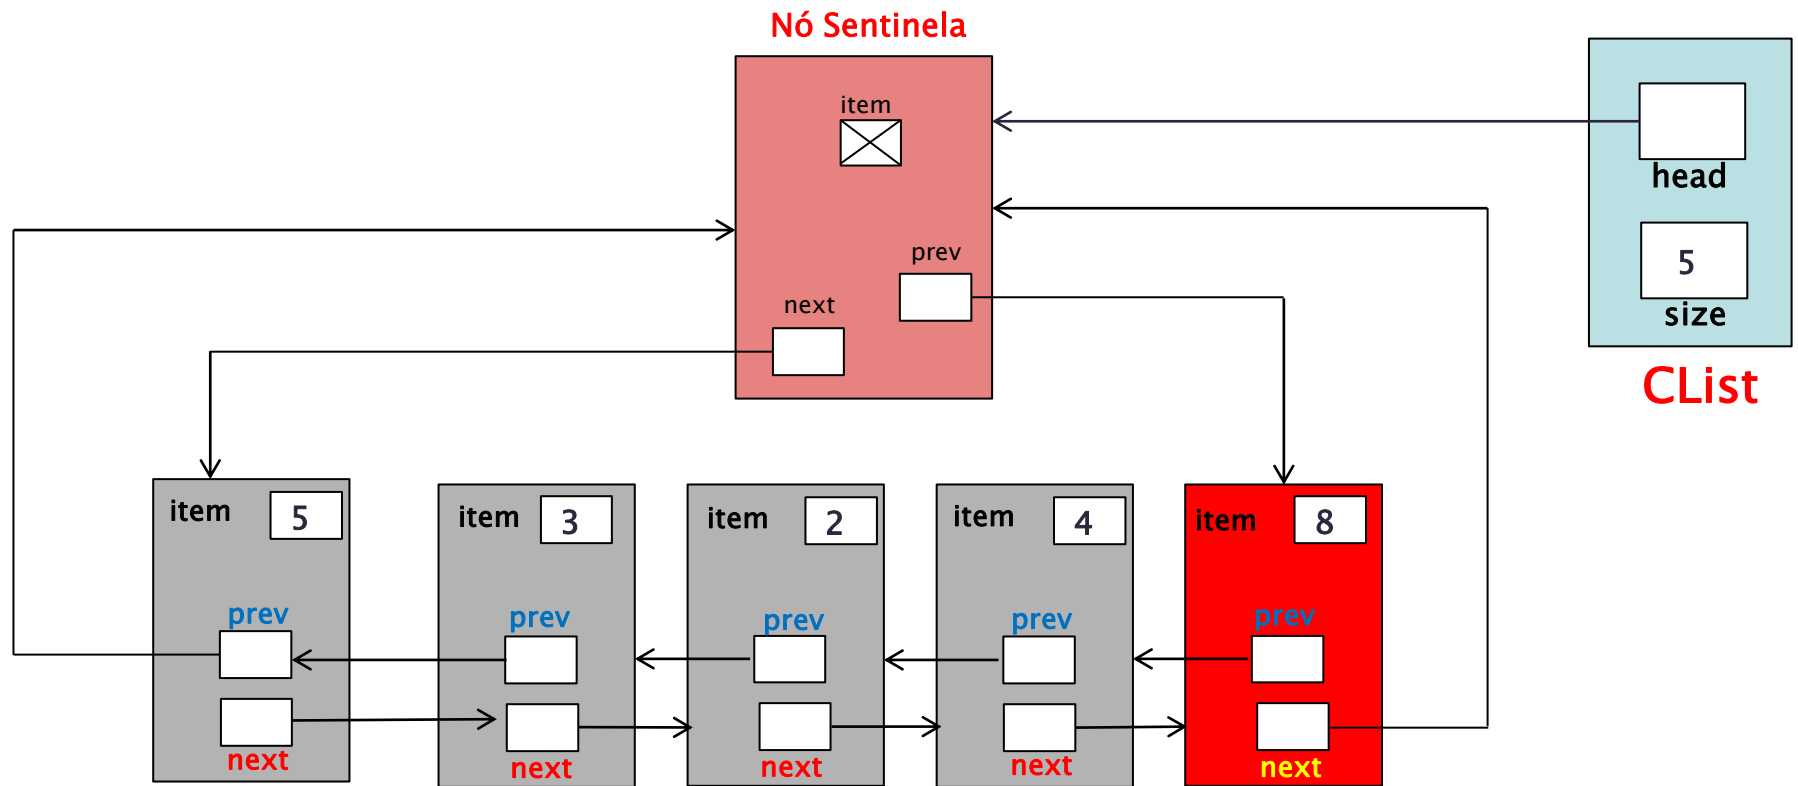 Nó Sentinela
item
head
prev
5
next
size
CList
item 5
item 3
item 2
item 4
item 8
prev
prev
prev
prev
prev
next
next
next
next
next